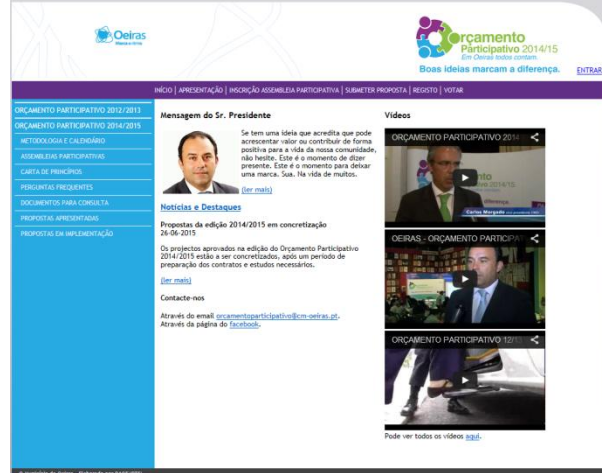 Oeiras
Orçamento
Participativo 2014/15
Em Oeiras todos contam.
Boas ideias marcam a diferença.
ENTRAR
INÍCIO | APRESENTAÇÃO | INSCRIÇÃO ASSEMBLEIA PARTICIPATIVA | SUBMETER PROPOSTA | REGISTO | VOTAR
ORÇAMENTO PARTICIPATIVO 2012/2013
ORÇAMENTO PARTICIPATIVO 2014/2015
METODOLOGIA E CALENDÁRIO
ASSEMBLEIAS PARTICIPATIVAS
CARTA DE PRINCÍPIOS
PERGUNTAS FREQUENTES
DOCUMENTOS PARA CONSULTA
PROPOSTAS APRESENTADAS
PROPOSTAS EM IMPLEMENTAÇÃO
Mensagem do Sr. Presidente
Se tem uma ideia que acredita que pode
acrescentar valor ou contribuir de forma
positiva para a vida da nossa comunidade,
não hesite. Este é o momento de dizer
presente. Este é o momento para deixar
uma marca. Sua. Na vida de muitos.
(ler mais)
Notícias e Destaques
Propostas da edição 2014/2015 em concretização
26-06-2015
Os projectos aprovados na edição do Orçamento Participativo
2014/2015 estão a ser concretizados, após um período de
preparação dos contratos e estudos necessários.
(ler mais)
Contacte-nos
Através do email orcamentoparticipativo@cm-oeiras.pt.
Através da página do facebook.
Vídeos
ORÇAMENTO PARTICIPATIVO 2014
Carlos Morgado
OEIRAS - ORÇAMENTO PARTICIPAT
ORÇAMENTO PARTICIPATIVO 12/13
Pode ver todos os vídeos aqui.